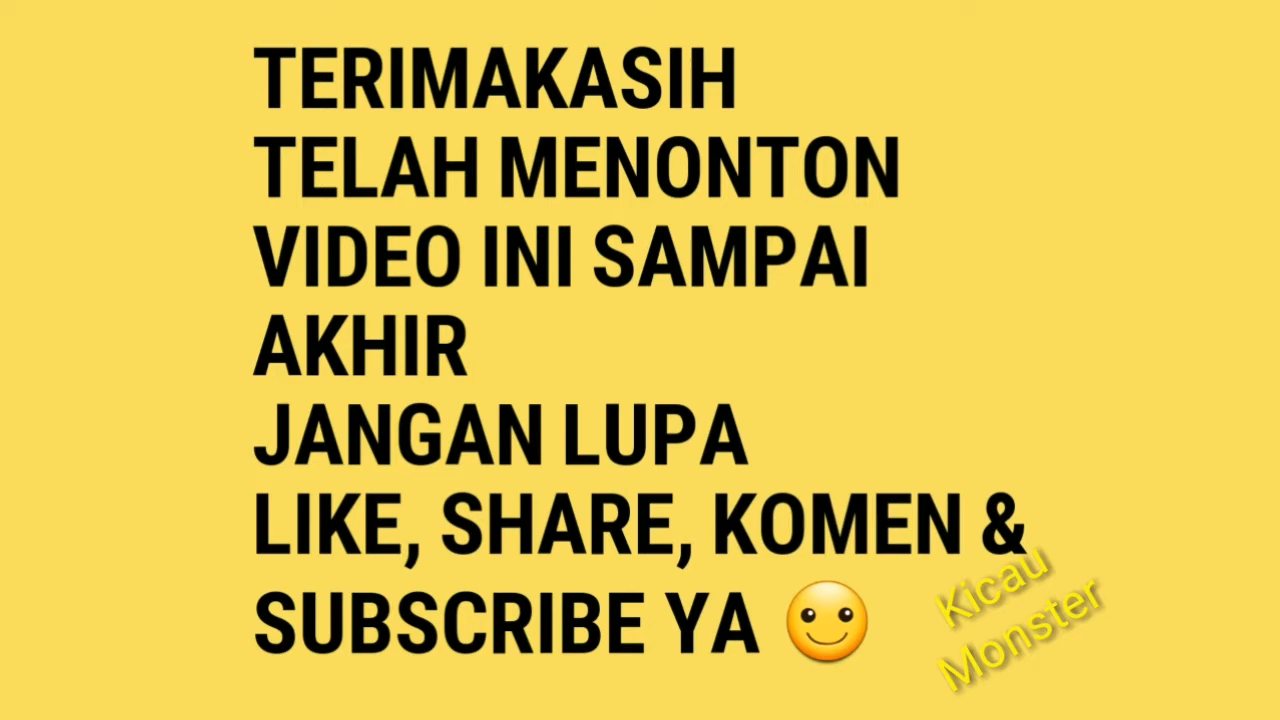 TERIMAKASIH
TELAH MENONTON
VIDEO INI SAMPAI
AKHIR
JANGAN LUPA
LIKE, SHARE, KOMEN &
SUBSCRIBE YA 🙂
Kicau
Monster